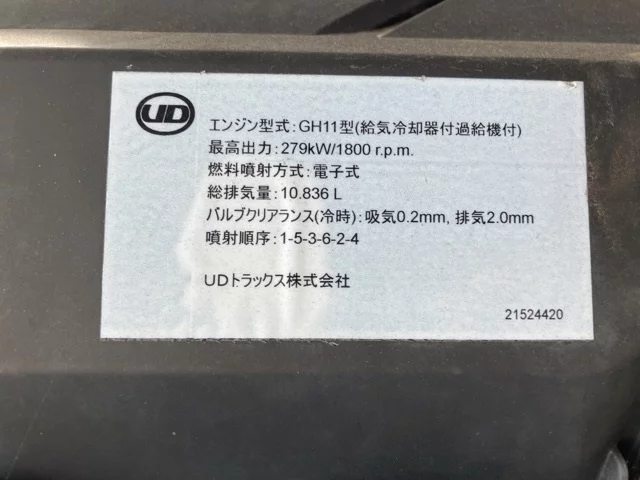 UD
エンジン型式:GH11型(給気冷却器付過給機付)
最高出力:279kW/1800 r.p.m.
燃料噴射方式:電子式
総排気量:10.836 L
バルブクリアランス(冷時):吸気0.2mm, 排気2.0mm
噴射順序:1-5-3-6-2-4
UDトラックス株式会社
21524420